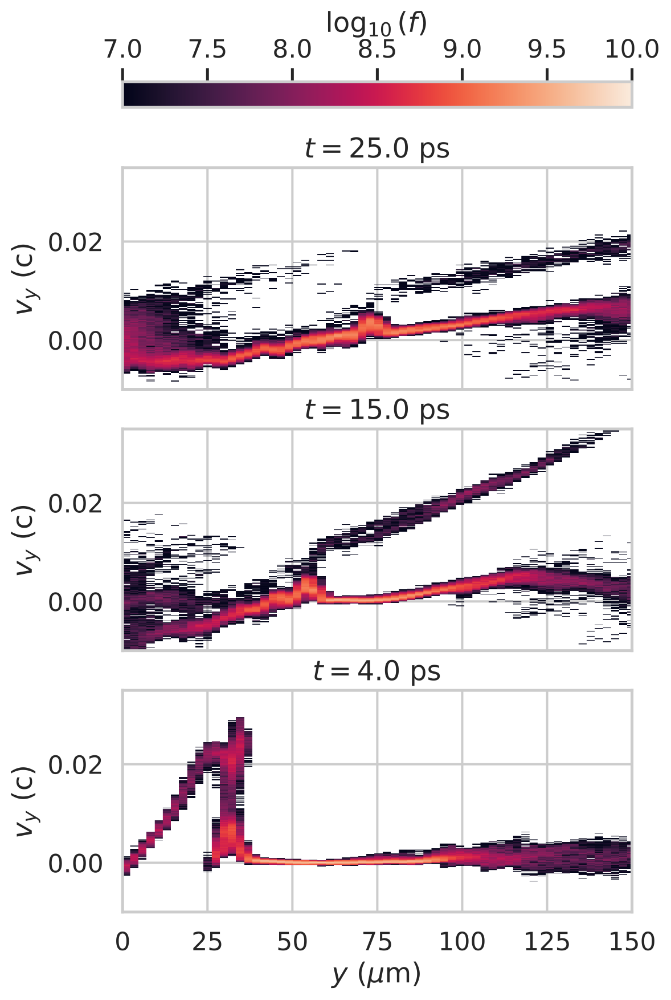 log₁₀ (f)
7.0 7.5 8.0 8.5 9.0 9.5 10.0
t = 25.0 ps
0.02
v_y (c)
0.00
t = 15.0 ps
0.02
v_y (c)
0.00
t = 4.0 ps
0.02
v_y (c)
0.00
0 25 50 75 100 125 150
y (μm)